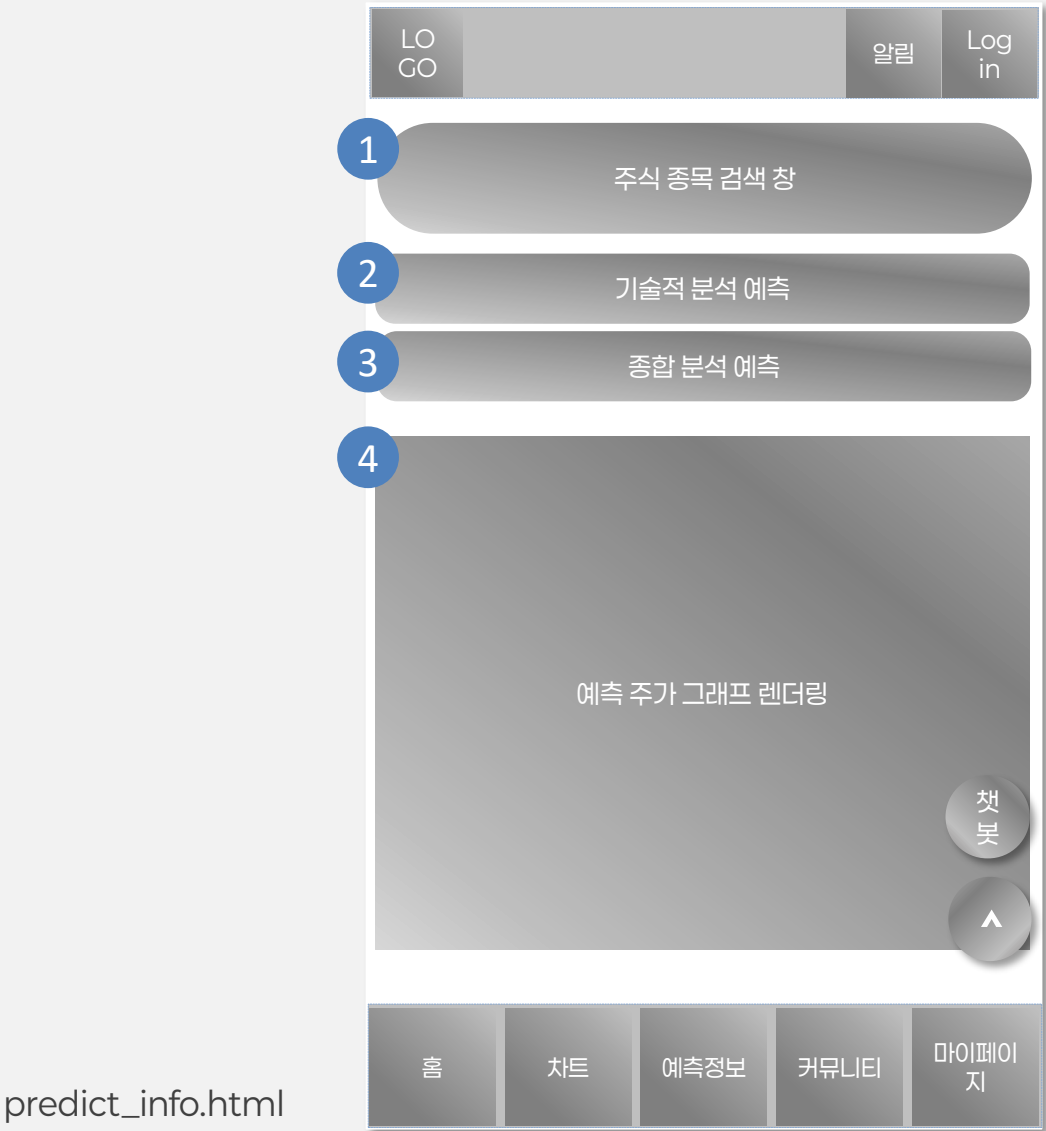 LO
GO
알림
Log
in
1
주식 종목 검색 창
2
기술적 분석 예측
3
종합 분석 예측
4
예측 주가 그래프 렌더링
챗
봇
^
홈
차트
예측정보
커뮤니티
마이페이
지
predict_info.html